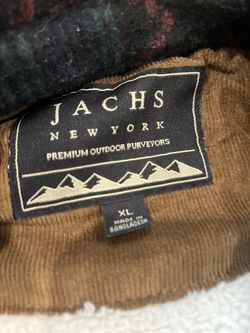 JACHS
NEW YORK
PREMIUM OUTDOOR PURVEYORS
XL
MADE IN
BANGLADESH